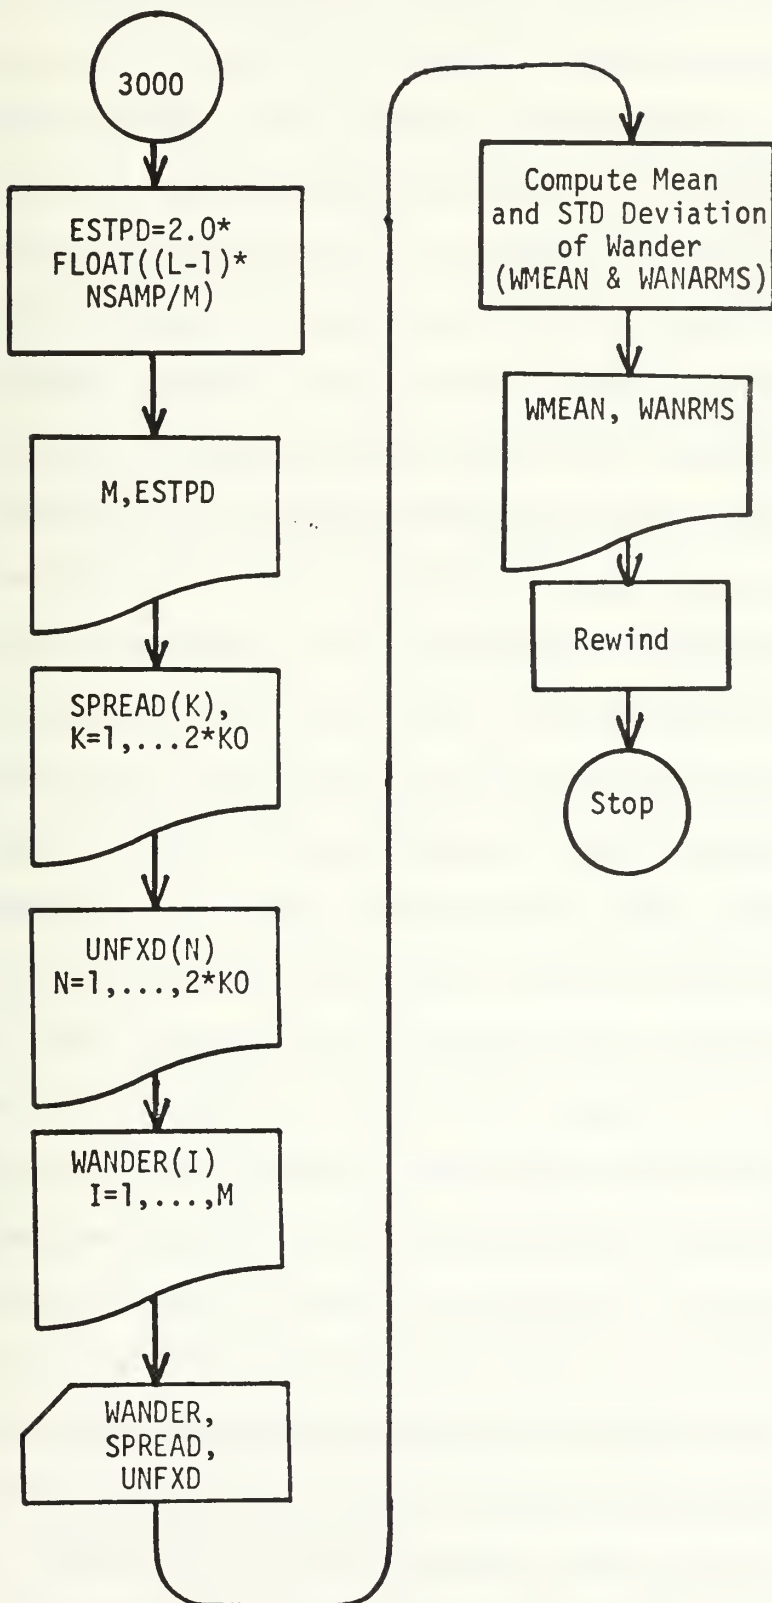 3000
ESTPD=2.0*
FLOAT((L-1)*
NSAMP/M)
M,ESTPD
SPREAD(K),
K=1,...2*KO
UNFXD(N)
N=1,...,2*KO
WANDER(I)
I=1,...,M
WANDER,
SPREAD,
UNFXD
Compute Mean
and STD Deviation
of Wander
(WMEAN & WANARMS)
WMEAN, WANRMS
Rewind
Stop